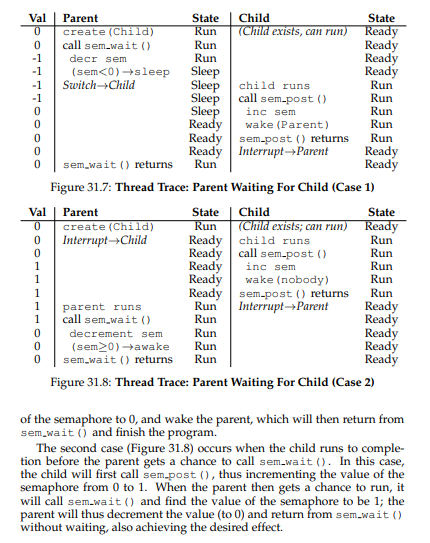 Val Parent State Child State
0 create(Child) Run (Child exists, can run) Ready
0 call sem_wait() Run Ready
-1 decr sem Run Ready
-1 (sem<0)→sleep Sleep Ready
-1 Switch→Child Sleep child runs Run
-1 Sleep call sem_post() Run
0 Sleep inc sem Run
0 Ready wake(Parent) Run
0 Ready sem_post() returns Run
0 Ready Interrupt→Parent Ready
0 sem_wait() returns Run Ready
Figure 31.7: Thread Trace: Parent Waiting For Child (Case 1)
Val Parent State Child State
0 create(Child) Run (Child exists; can run) Ready
0 Interrupt→Child Ready child runs Run
0 Ready call sem_post() Run
1 Ready inc sem Run
1 Ready wake(nobody) Run
1 Ready sem_post() returns Run
1 parent runs Run Interrupt→Parent Ready
1 call sem_wait() Run Ready
0 decrement sem Run Ready
0 (sem≥0)→awake Run Ready
0 sem_wait() returns Run Ready
Figure 31.8: Thread Trace: Parent Waiting For Child (Case 2)
of the semaphore to 0, and wake the parent, which will then return from
sem_wait() and finish the program.
The second case (Figure 31.8) occurs when the child runs to comple-
tion before the parent gets a chance to call sem_wait(). In this case,
the child will first call sem_post(), thus incrementing the value of the
semaphore from 0 to 1. When the parent then gets a chance to run, it
will call sem_wait() and find the value of the semaphore to be 1; the
parent will thus decrement the value (to 0) and return from sem_wait()
without waiting, also achieving the desired effect.